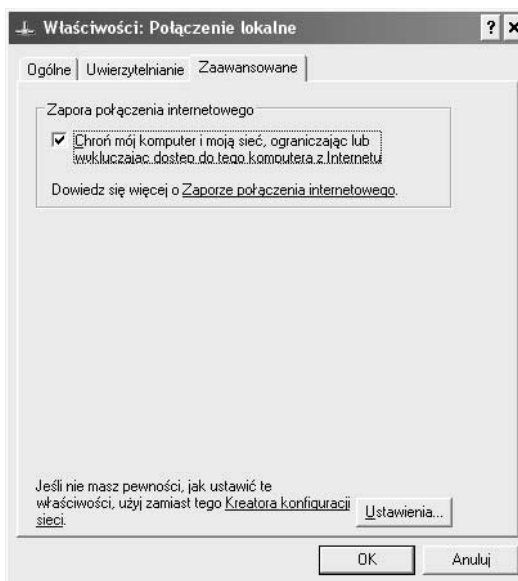 Właściwości: Połączenie lokalne
Ogólne Uwierzytelnianie Zaawansowane
Zapora połączenia internetowego
Chroń mój komputer i moją sieć, ograniczając lub
wykluczając dostęp do tego komputera z Internetu
Dowiedz się więcej o Zaporze połączenia internetowego.
Jeśli nie masz pewności, jak ustawić te
właściwości, użyj zamiast tego Kreatora konfiguracji
sieci.
Ustawienia...
OK Anuluj